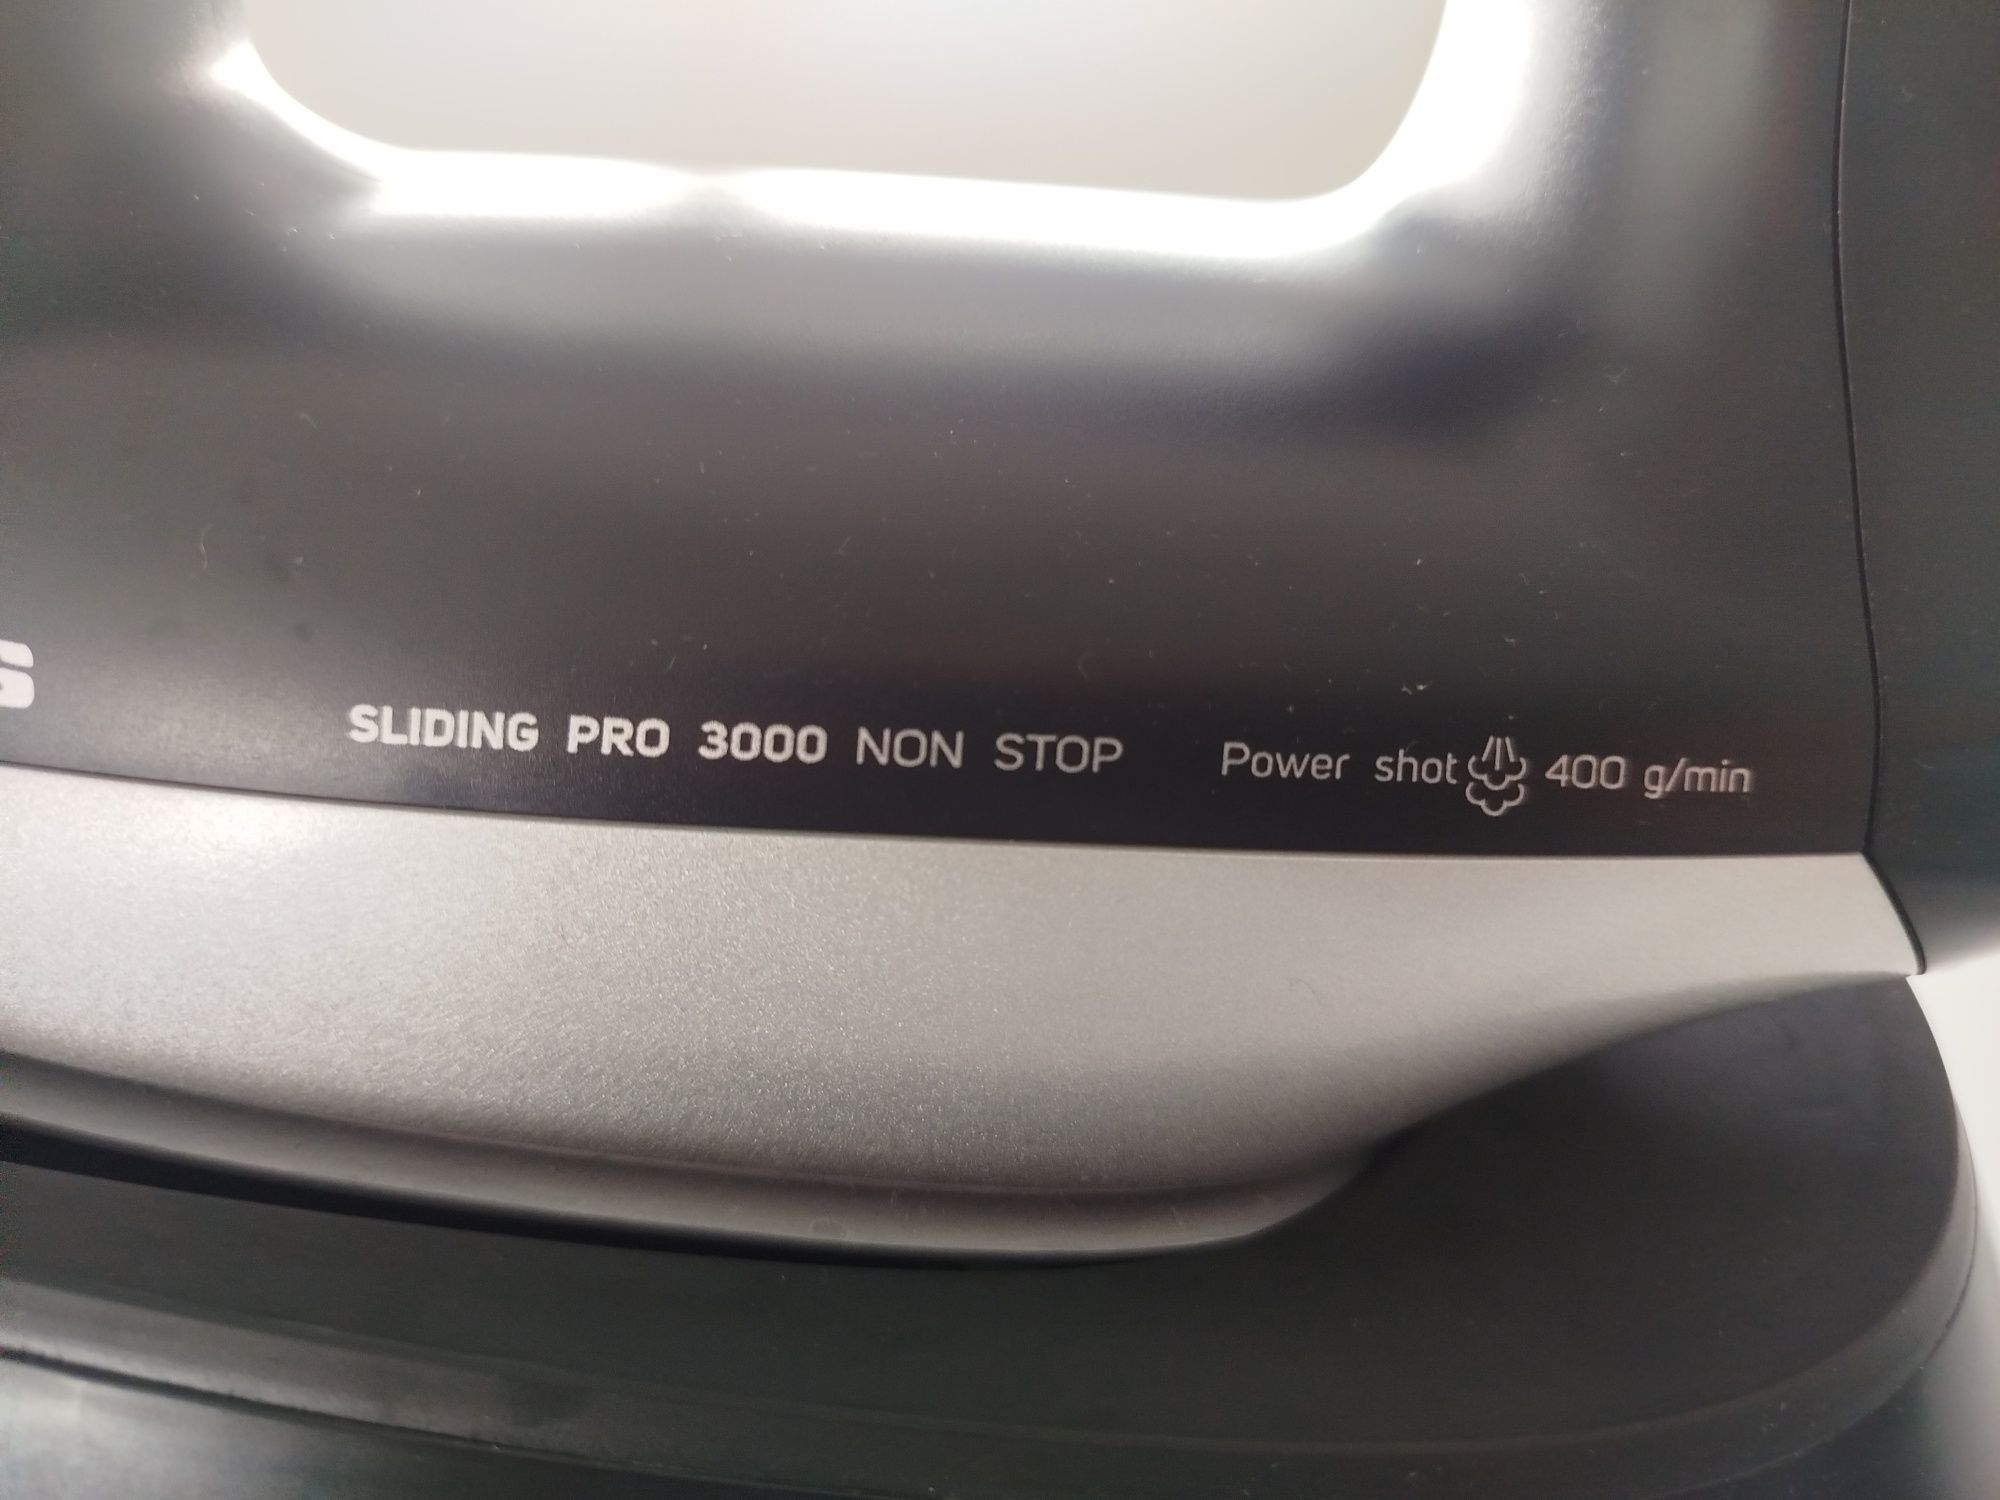 S
SLIDING PRO 3000 NON STOP Power shot 400 g/min